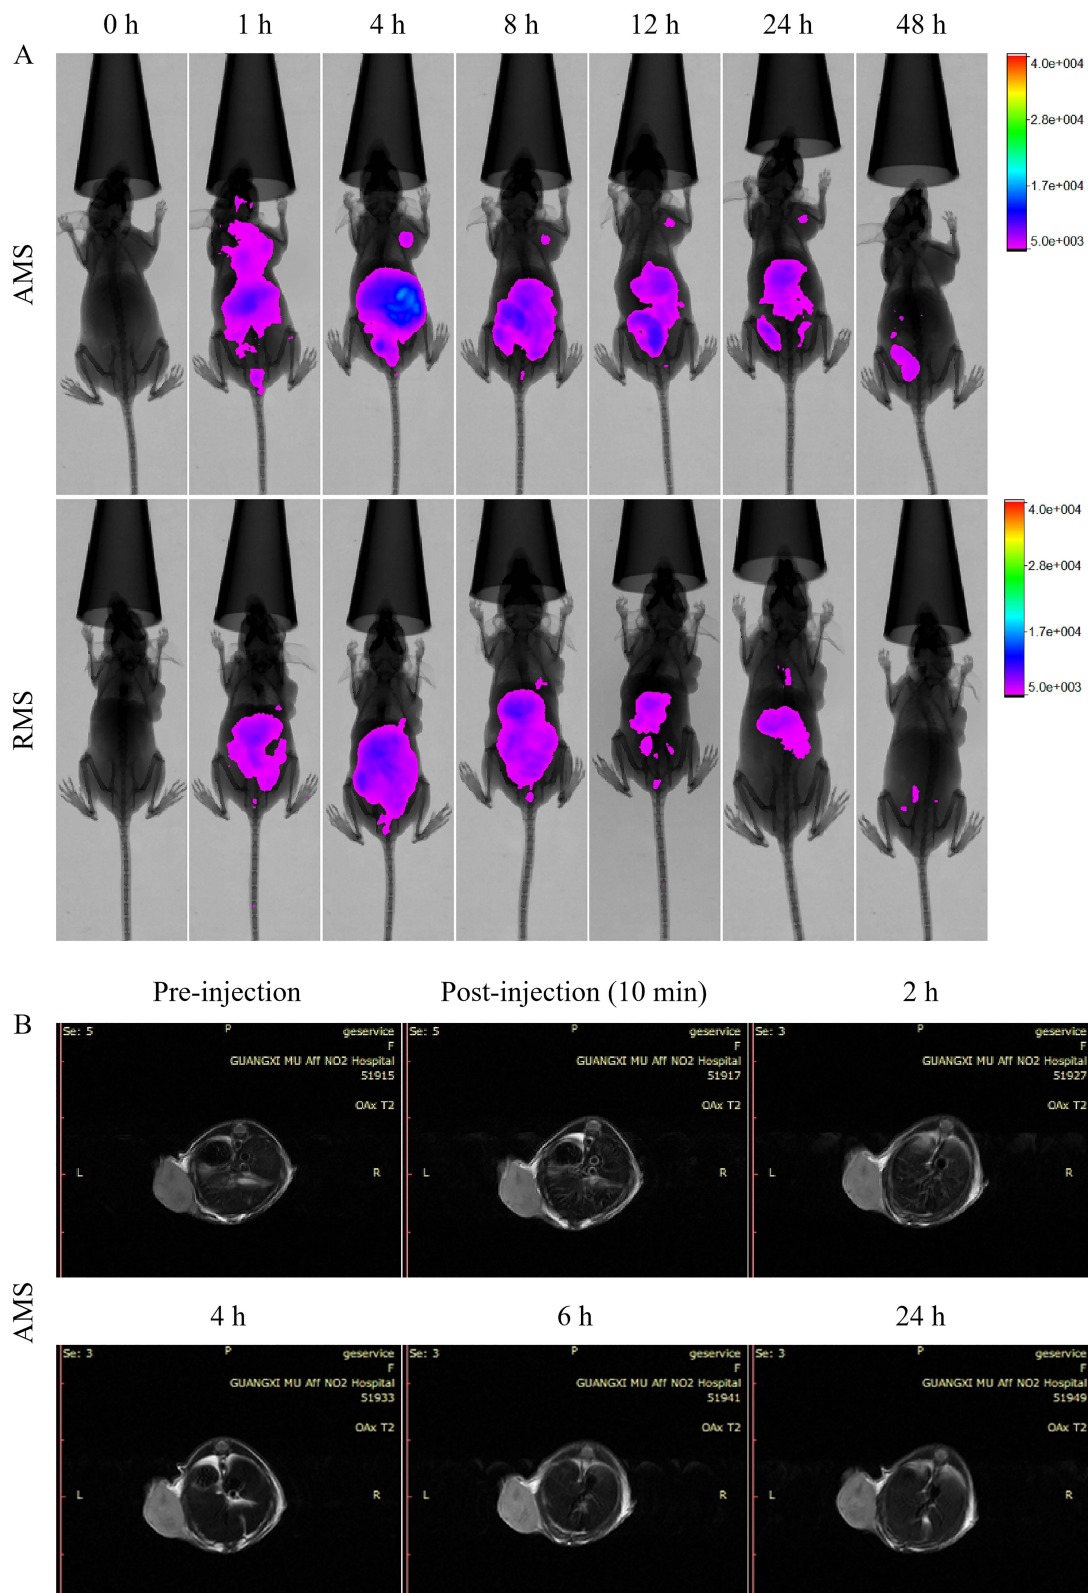 0 h 1 h 4 h 8 h 12 h 24 h 48 h
A
AMS
4.0e+004
2.8e+004
1.7e+004
5.0e+003
RMS
4.0e+004
2.8e+004
1.7e+004
5.0e+003
Pre-injection Post-injection (10 min) 2 h
B
AMS
Se: 5 P geservice
F
GUANGXI MU Aff NO2 Hospital
51915
OAx T2
L R
Se: 5 P geservice
F
GUANGXI MU Aff NO2 Hospital
51917
OAx T2
L R
Se: 3 P geservice
F
GUANGXI MU Aff NO2 Hospital
51927
OAx T2
L R
4 h 6 h 24 h
Se: 3 P geservice
F
GUANGXI MU Aff NO2 Hospital
51933
OAx T2
L R
Se: 3 P geservice
F
GUANGXI MU Aff NO2 Hospital
51941
OAx T2
L R
Se: 3 P geservice
F
GUANGXI MU Aff NO2 Hospital
51949
OAx T2
L R